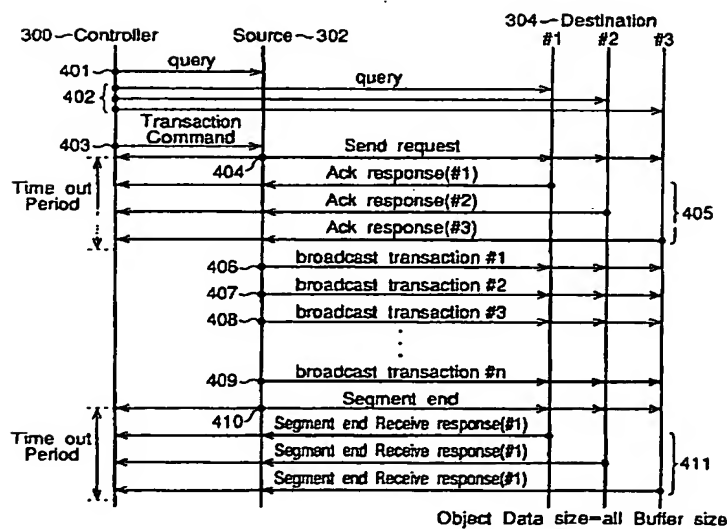 300 Controller
Source 302
304 Destination
#1 #2 #3
401
query
query
402
Transaction
Command
403
Send request
404
Time out
Period
Ack response(#1)
Ack response(#2)
405
Ack response(#3)
406
broadcast transaction #1
407
broadcast transaction #2
408
broadcast transaction #3
409
broadcast transaction #n
Segment end
410
Time out
Period
Segment end Receive response(#1)
Segment end Receive response(#1)
411
Segment end Receive response(#1)
Object Data size=all Buffer size